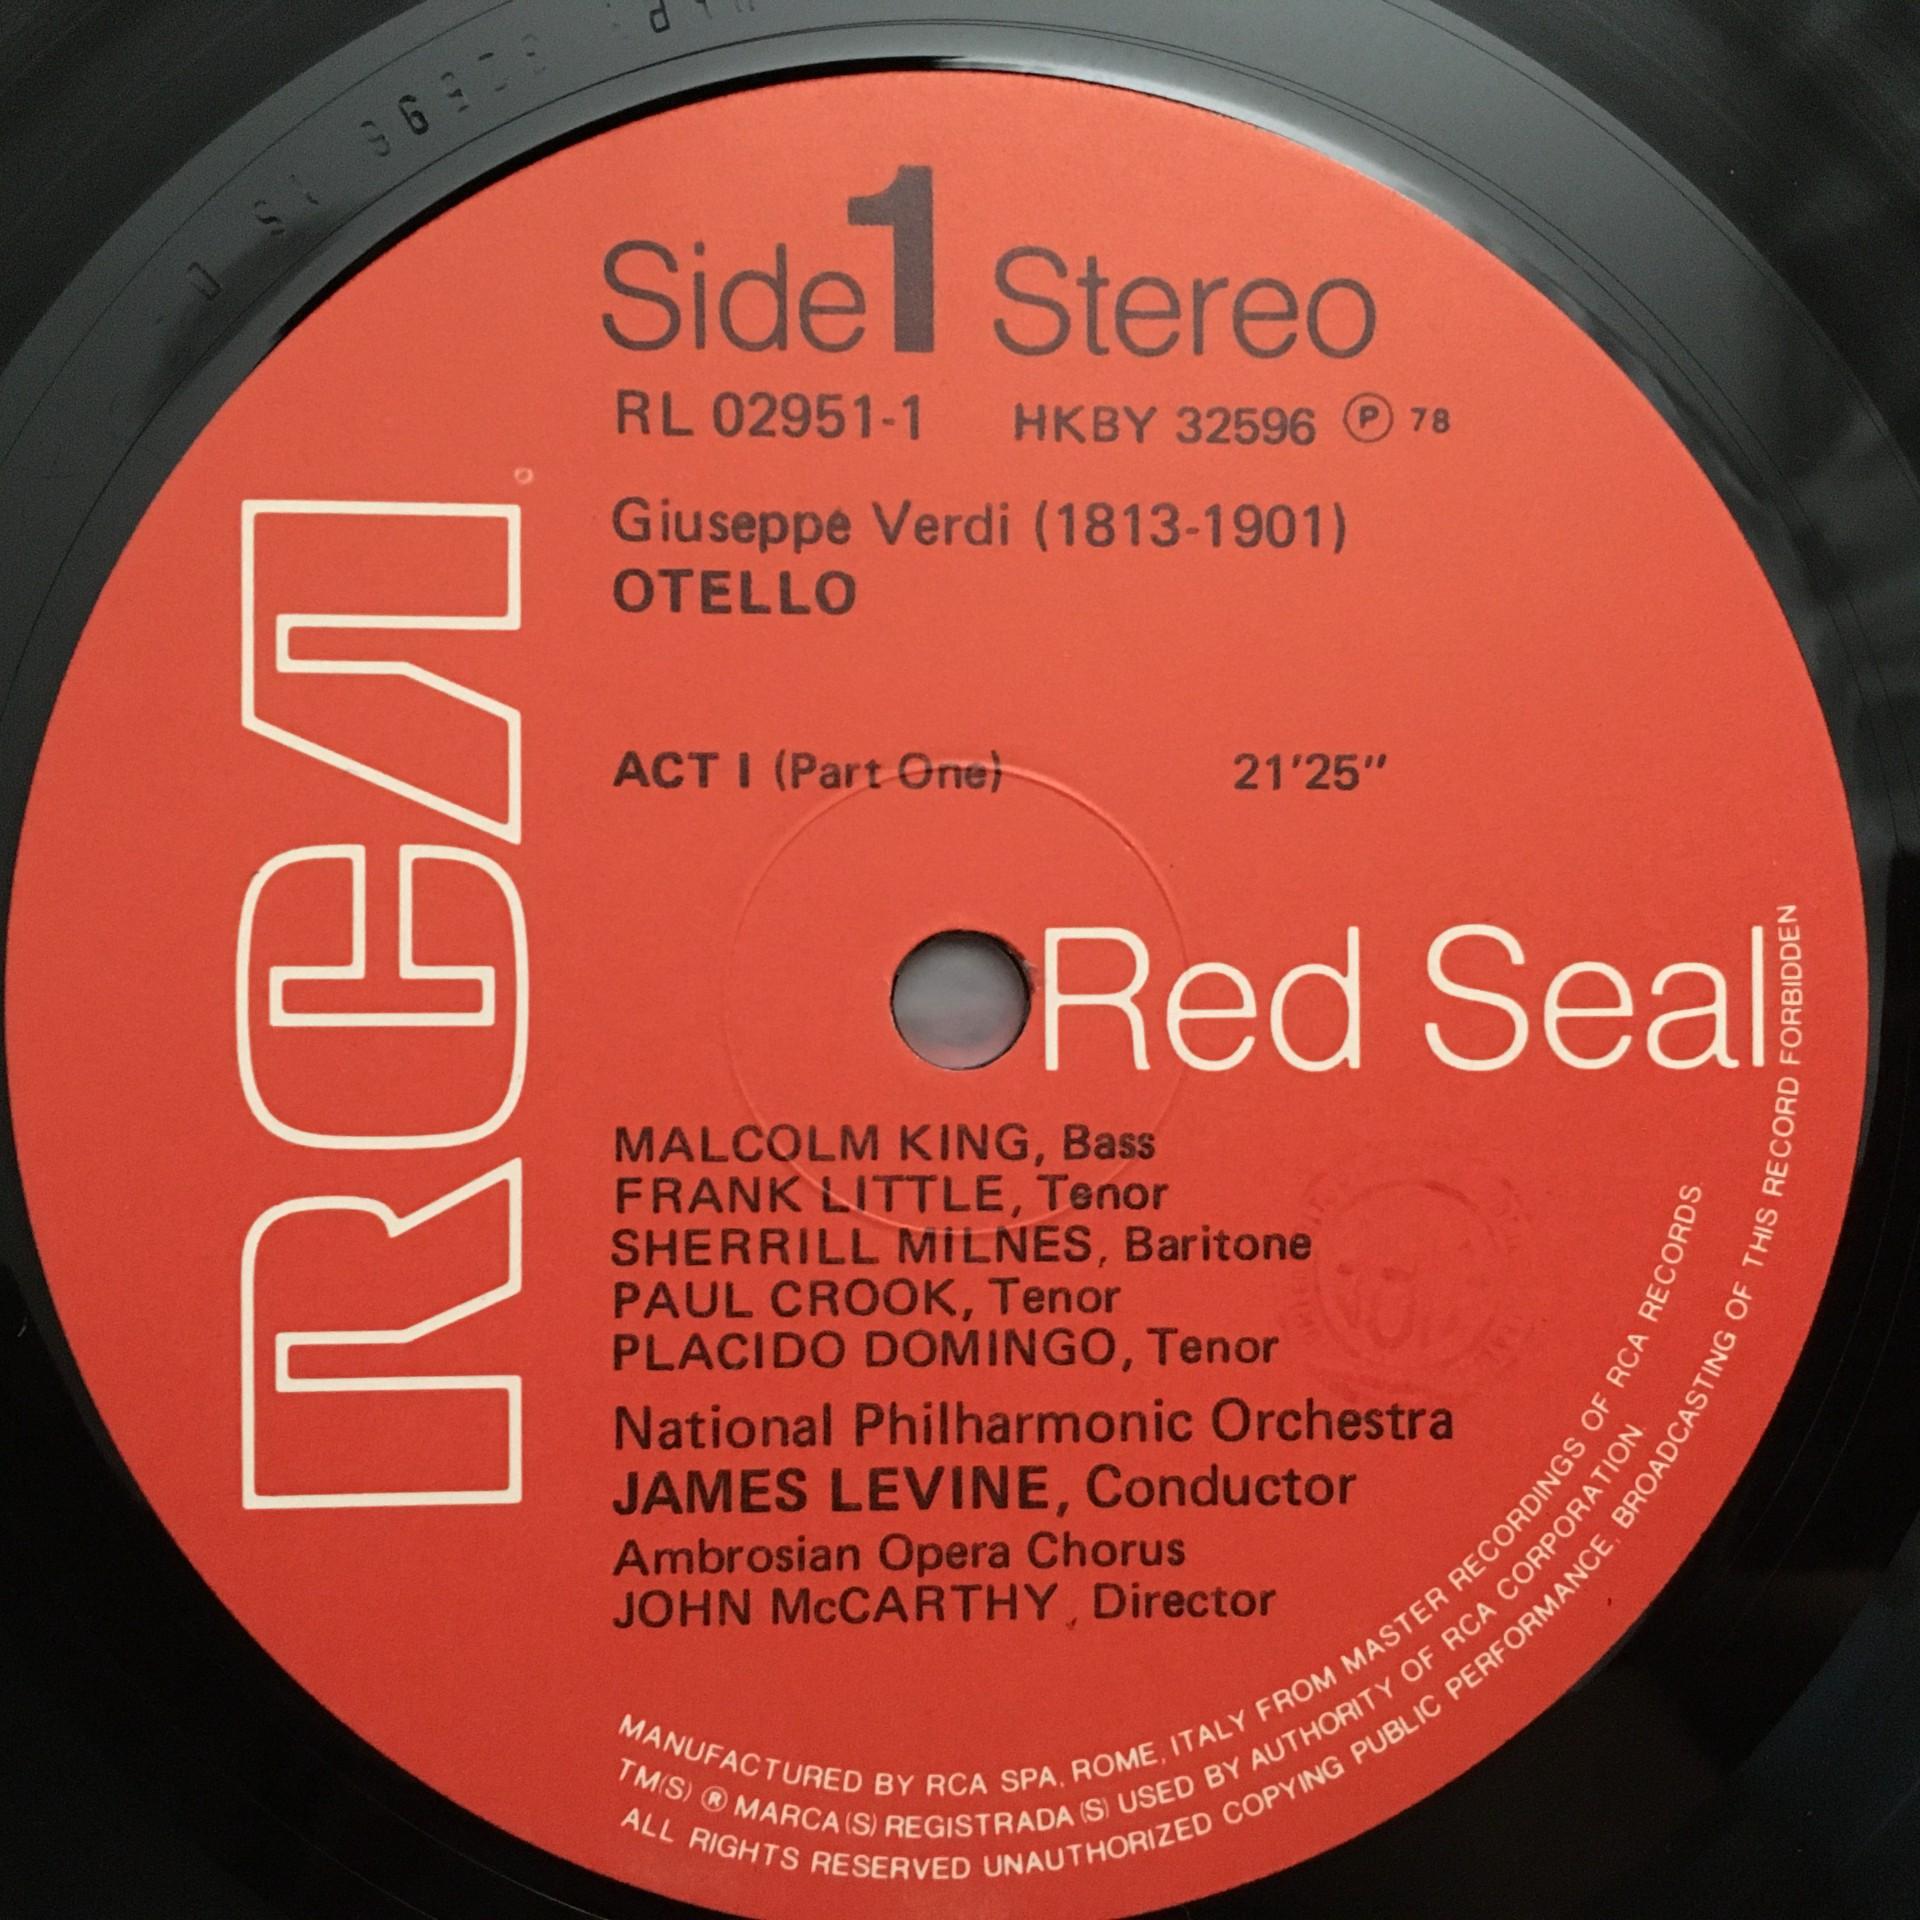 Side 1 Stereo
RL 02951-1 HKBY 32596 Ⓟ 78
Giuseppe Verdi (1813-1901)
OTELLO
ACT I (Part One) 21'25"
RCA
Red Seal
MALCOLM KING, Bass
FRANK LITTLE, Tenor
SHERRILL MILNES, Baritone
PAUL CROOK, Tenor
PLACIDO DOMINGO, Tenor
National Philharmonic Orchestra
JAMES LEVINE, Conductor
Ambrosian Opera Chorus
JOHN McCARTHY, Director
MANUFACTURED BY RCA SPA. ROME, ITALY FROM MASTER RECORDINGS OF RCA RECORDS.
TM(S) ® MARCA(S) REGISTRADA(S) USED BY AUTHORITY OF RCA CORPORATION.
ALL RIGHTS RESERVED UNAUTHORIZED COPYING PUBLIC PERFORMANCE, BROADCASTING OF THIS RECORD FORBIDDEN